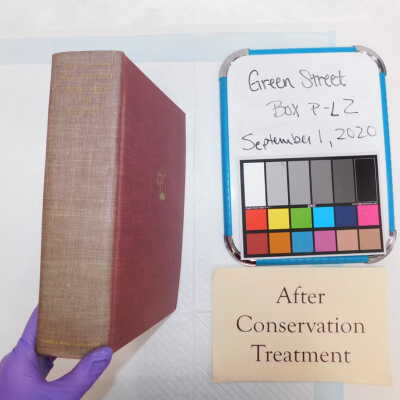 Green Street
Box P-LZ
September 1, 2020
After
Conservation
Treatment